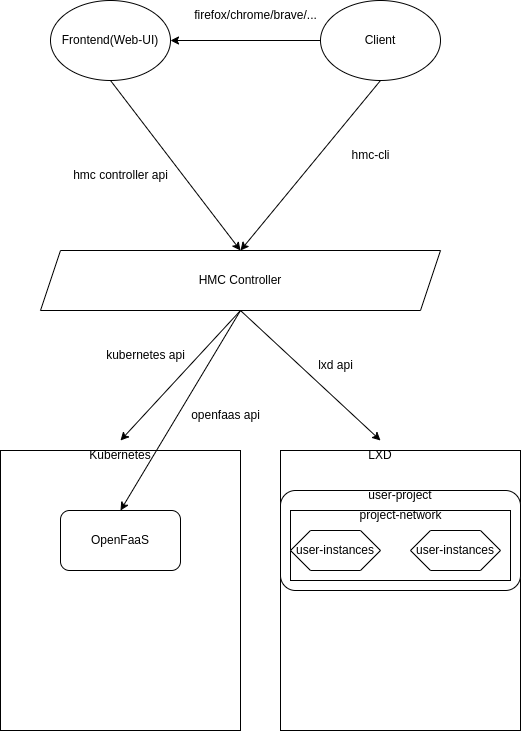 firefox/chrome/brave/...
Frontend(Web-UI)
Client
hmc-cli
hmc controller api
HMC Controller
kubernetes api
lxd api
openfaas api
Kubernetes
LXD
user-project
project-network
OpenFaaS
user-instances
user-instances